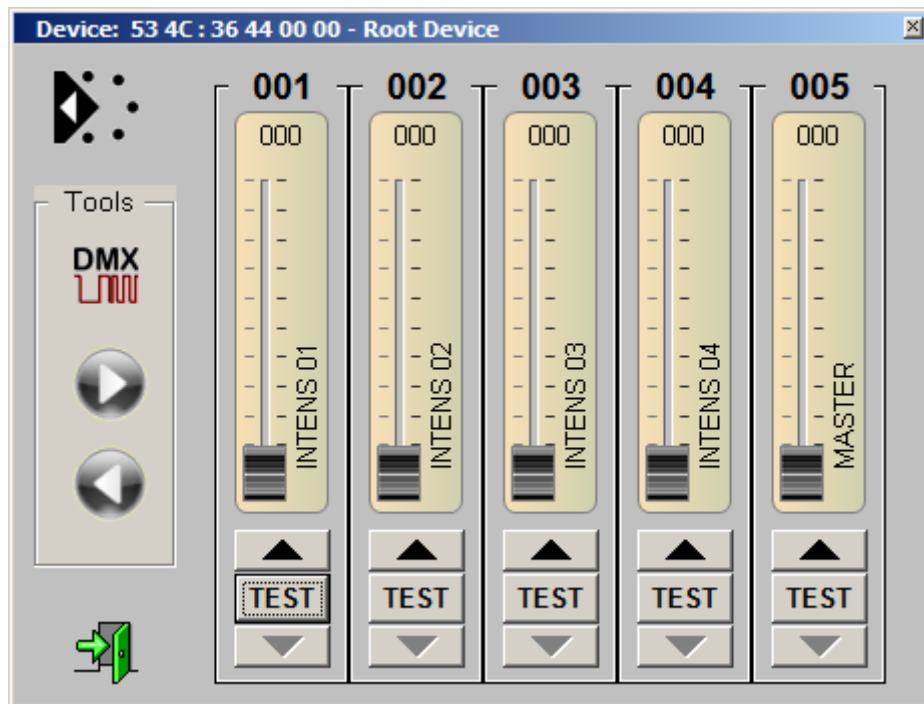 Device: 53 4C : 36 44 00 00 - Root Device
001 002 003 004 005
000 000 000 000 000
Tools
DMX
INTENS 01
INTENS 02
INTENS 03
INTENS 04
MASTER
TEST TEST TEST TEST TEST